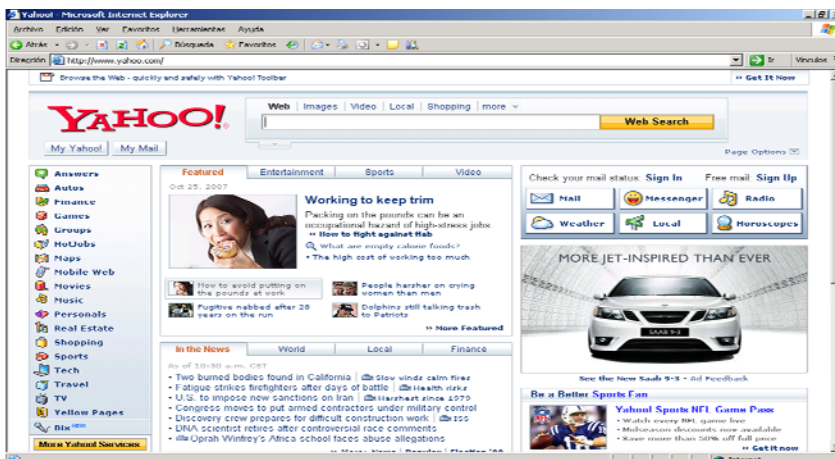 Yahoo! - Microsoft Internet Explorer
Archivo Edición Ver Favoritos Herramientas Ayuda
Atrás Búsqueda Favoritos
Dirección http://www.yahoo.com/ Ir Vínculos
Browse the Web - quickly and safely with Yahoo! Toolbar
» Get It Now
YAHOO!
Web | Images | Video | Local | Shopping | more
Web Search
My Yahoo! My Mail
Page Options
Answers
Autos
Finance
Games
Groups
HotJobs
Maps
Mobile Web
Movies
Music
Personals
Real Estate
Shopping
Sports
Tech
Travel
TV
Yellow Pages
Bix NEW
More Yahoo! Services
Featured Entertainment Sports Video
Oct 25, 2007
Working to keep trim
Packing on the pounds can be an
occupational hazard of high-stress jobs.
» How to fight against flab
What are empty calorie foods?
• The high cost of working too much
How to avoid putting on
the pounds at work
People harsher on crying
women than men
Fugitive nabbed after 28
years on the run
Dolphins still talking trash
to Patriots
» More Featured
In the News World Local Finance
As of 10:30 a.m. CST
• Two burned bodies found in California | Slow winds calm fires
• Fatigue strikes firefighters after days of battle | Health risks
• U.S. to impose new sanctions on Iran | Harshest since 1979
• Congress moves to put armed contractors under military control
• Discovery crew prepares for difficult construction work | ISS
• DNA scientist retires after controversial race comments
• Oprah Winfrey's Africa school faces abuse allegations
Check your mail status: Sign In Free mail: Sign Up
Mail Messenger Radio
Weather Local Horoscopes
MORE JET-INSPIRED THAN EVER
SAAB 9-3
See the New Saab 9-3 - Ad Feedback
Be a Better Sports Fan
Yahoo! Sports NFL Game Pass
• Watch every NFL game live
• Midseason discounts now available
• Save more than 50% off full price
» Get it now
Internet